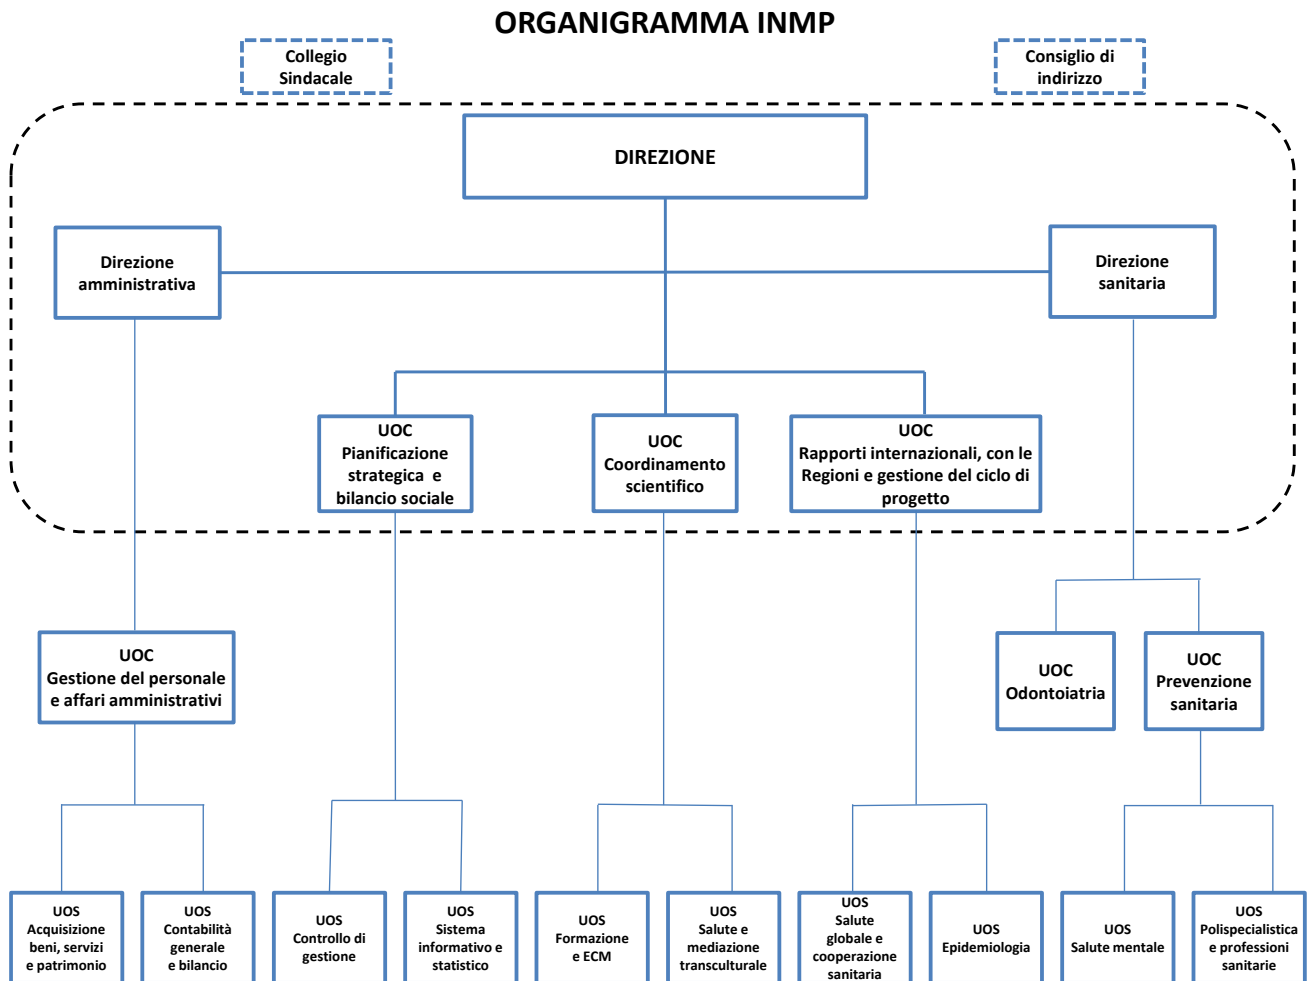 ORGANIGRAMMA INMP
Collegio
Sindacale
Consiglio di
indirizzo
DIREZIONE
Direzione
amministrativa
Direzione
sanitaria
UOC
Pianificazione
strategica e
bilancio sociale
UOC
Coordinamento
scientifico
UOC
Rapporti internazionali, con le
Regioni e gestione del ciclo di
progetto
UOC
Gestione del personale
e affari amministrativi
UOC
Odontoiatria
UOC
Prevenzione
sanitaria
UOS
Acquisizione
beni, servizi
e patrimonio
UOS
Contabilità
generale
e bilancio
UOS
Controllo di
gestione
UOS
Sistema
informativo e
statistico
UOS
Formazione
e ECM
UOS
Salute e
mediazione
transculturale
UOS
Salute
globale e
cooperazione
sanitaria
UOS
Epidemiologia
UOS
Salute mentale
UOS
Polispecialistica
e professioni
sanitarie